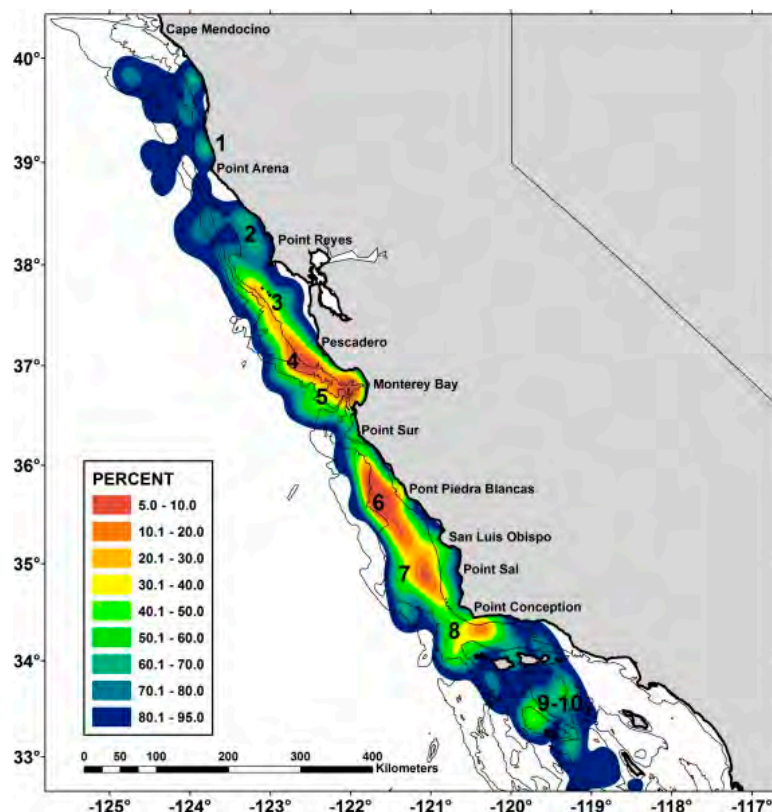 Cape Mendocino
40°
1
39°
Point Arena
2
Point Reyes
38°
3
Pescadero
37°
4
Monterey Bay
5
Point Sur
36°
PERCENT
5.0 - 10.0
10.1 - 20.0
20.1 - 30.0
30.1 - 40.0
40.1 - 50.0
50.1 - 60.0
60.1 - 70.0
70.1 - 80.0
80.1 - 95.0
Pont Piedra Blancas
6
San Luis Obispo
35°
7
Point Sal
Point Conception
8
34°
9-10
33°
0 50 100 200 300 400
Kilometers
-125° -124° -123° -122° -121° -120° -119° -118° -117°